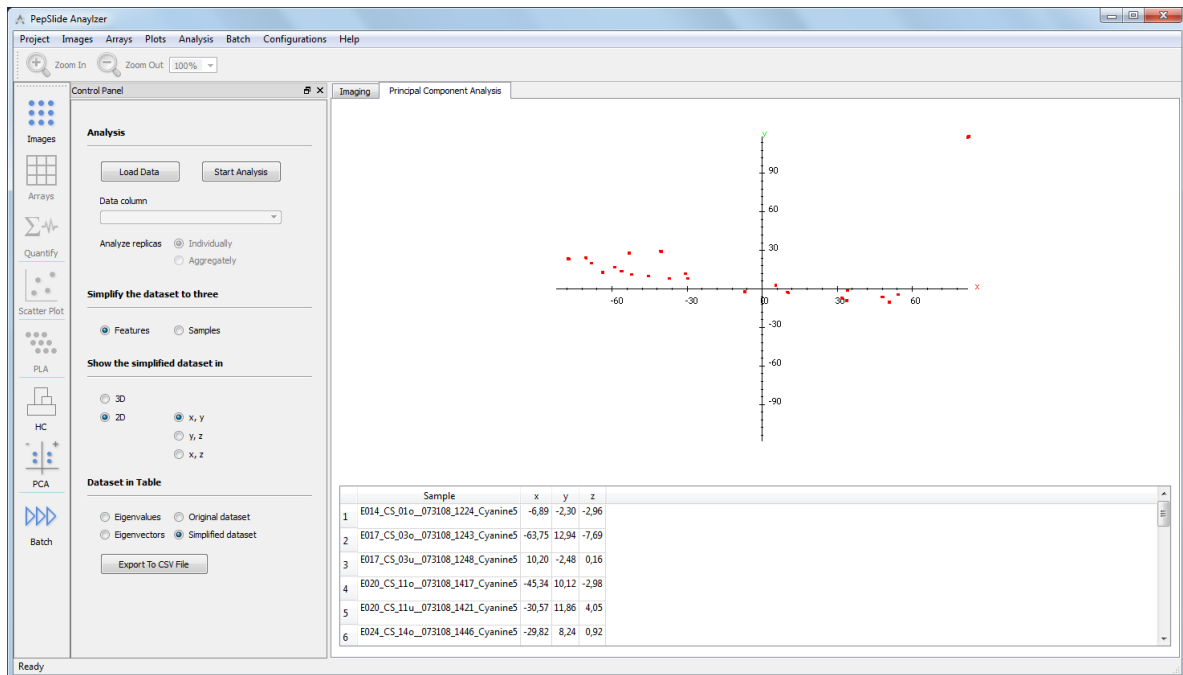 PepSlide Anaylzer
Project Images Arrays Plots Analysis Batch Configurations Help
Zoom In Zoom Out 100%
Control Panel
Images
Arrays
Quantify
Scatter Plot
PLA
HC
PCA
Batch
Analysis
Load Data Start Analysis
Data column
Analyze replicas Individually
Aggregately
Simplify the dataset to three
Features Samples
Show the simplified dataset in
3D
2D x, y
y, z
x, z
Dataset in Table
Eigenvalues Original dataset
Eigenvectors Simplified dataset
Export To CSV File
Imaging Principal Component Analysis
y
90
60
30
-60 -30 0 30 60 x
-30
-60
-90
Sample x y z
1 E014_CS_01o__073108_1224_Cyanine5 -6,89 -2,30 -2,96
2 E017_CS_03o__073108_1243_Cyanine5 -63,75 12,94 -7,69
3 E017_CS_03u__073108_1248_Cyanine5 10,20 -2,48 0,16
4 E020_CS_11o__073108_1417_Cyanine5 -45,34 10,12 -2,98
5 E020_CS_11u__073108_1421_Cyanine5 -30,57 11,86 4,05
6 E024_CS_14o__073108_1446_Cyanine5 -29,82 8,24 0,92
Ready